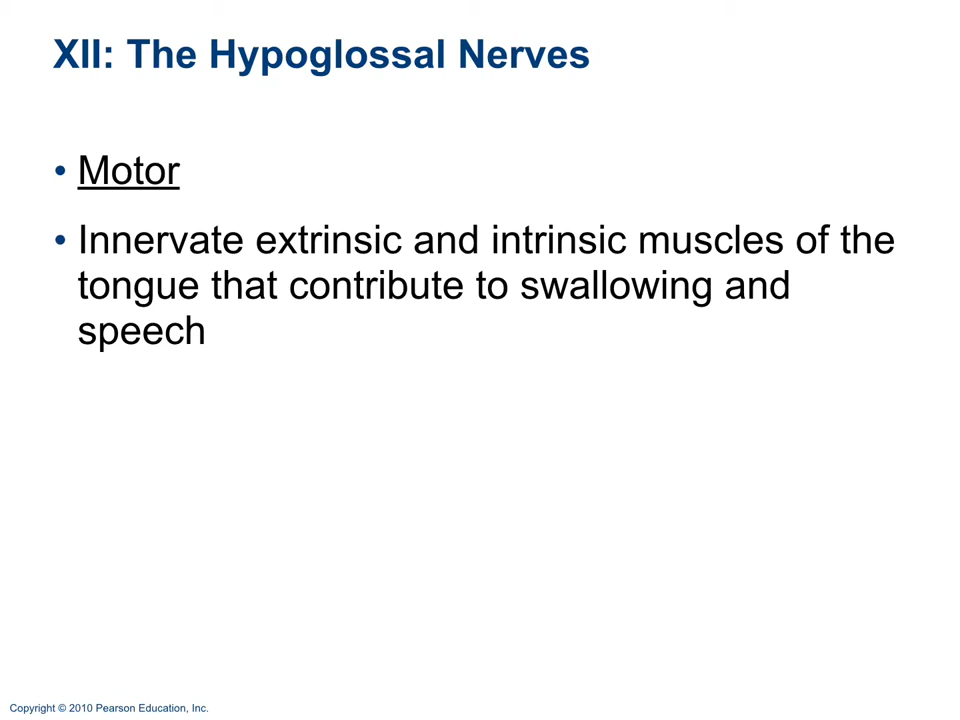 XII: The Hypoglossal Nerves
• Motor
• Innervate extrinsic and intrinsic muscles of the
tongue that contribute to swallowing and
speech
Copyright © 2010 Pearson Education, Inc.